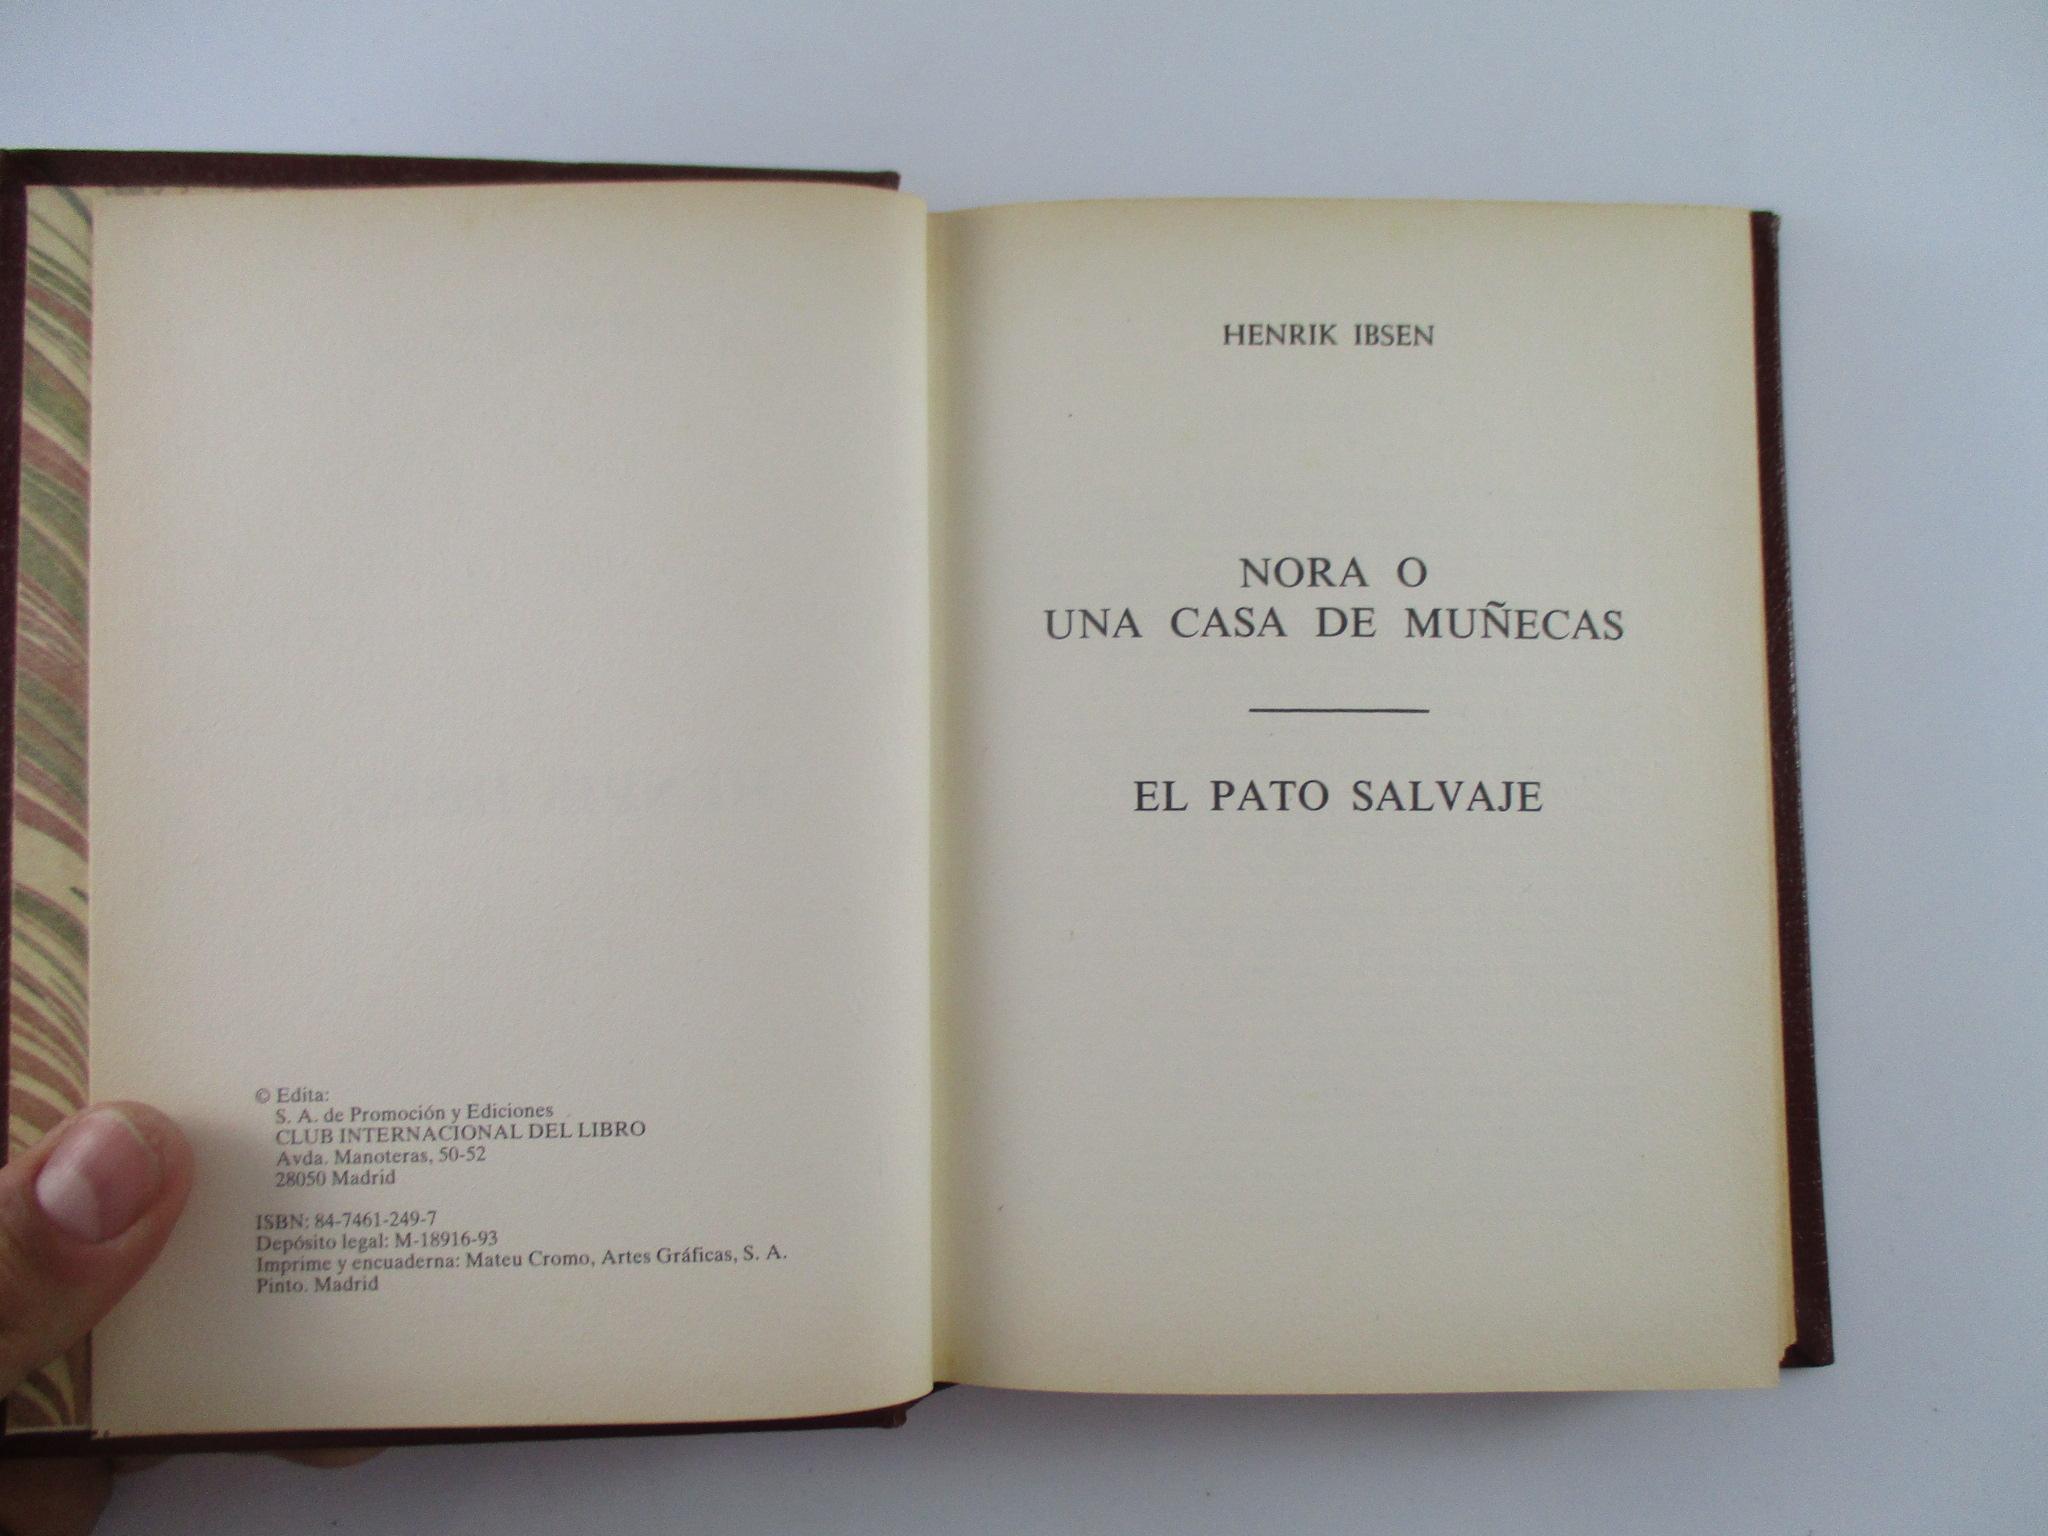 © Edita:
S. A. de Promoción y Ediciones
CLUB INTERNACIONAL DEL LIBRO
Avda. Manoteras, 50-52
28050 Madrid
ISBN: 84-7461-249-7
Depósito legal: M-18916-93
Imprime y encuaderna: Mateu Cromo, Artes Gráficas, S. A.
Pinto. Madrid
HENRIK IBSEN
NORA O
UNA CASA DE MUÑECAS
EL PATO SALVAJE